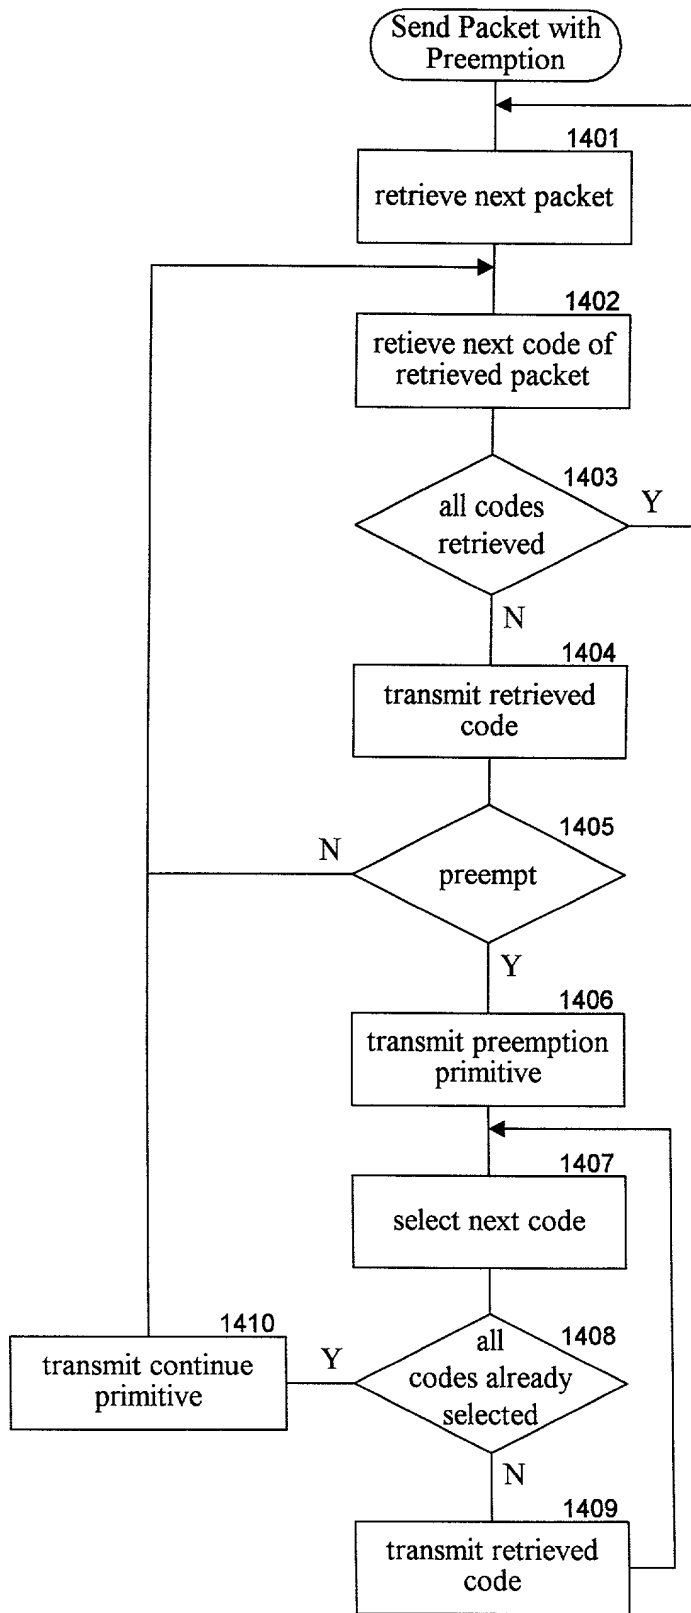 Send Packet with
Preemption
1401
retrieve next packet
1402
retieve next code of
retrieved packet
1403
all codes
retrieved
Y
N
1404
transmit retrieved
code
1405
preempt
N
Y
1406
transmit preemption
primitive
1407
select next code
1408
all
codes already
selected
Y
1410
transmit continue
primitive
N
1409
transmit retrieved
code